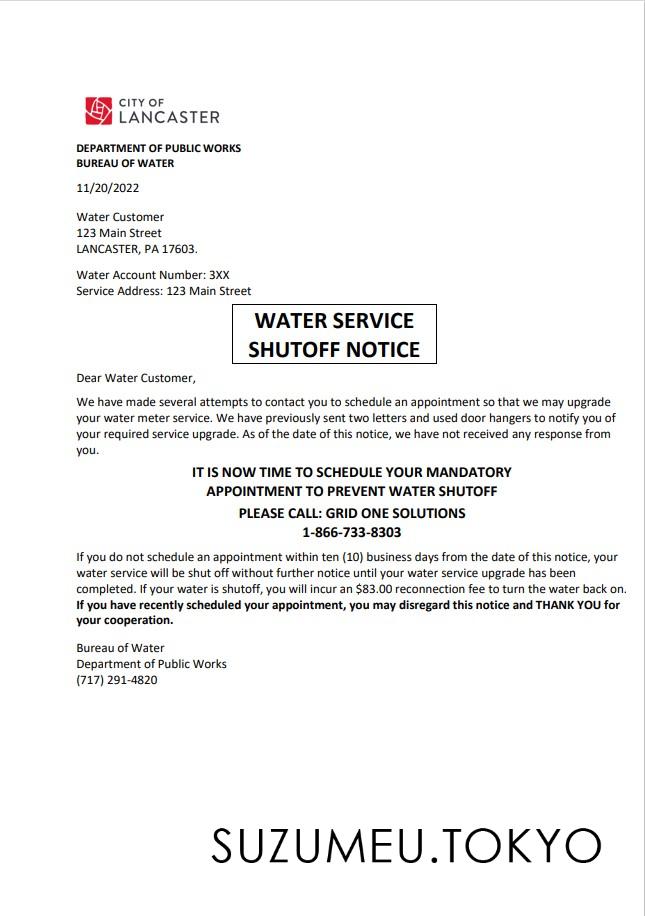 CITY OF
LANCASTER
DEPARTMENT OF PUBLIC WORKS
BUREAU OF WATER
11/20/2022
Water Customer
123 Main Street
LANCASTER, PA 17603.
Water Account Number: 3XX
Service Address: 123 Main Street
WATER SERVICE
SHUTOFF NOTICE
Dear Water Customer,
We have made several attempts to contact you to schedule an appointment so that we may upgrade
your water meter service. We have previously sent two letters and used door hangers to notify you of
your required service upgrade. As of the date of this notice, we have not received any response from
you.
IT IS NOW TIME TO SCHEDULE YOUR MANDATORY
APPOINTMENT TO PREVENT WATER SHUTOFF
PLEASE CALL: GRID ONE SOLUTIONS
1-866-733-8303
If you do not schedule an appointment within ten (10) business days from the date of this notice, your
water service will be shut off without further notice until your water service upgrade has been
completed. If your water is shutoff, you will incur an $83.00 reconnection fee to turn the water back on.
If you have recently scheduled your appointment, you may disregard this notice and THANK YOU for
your cooperation.
Bureau of Water
Department of Public Works
(717) 291-4820
SUZUMEU.TOKYO